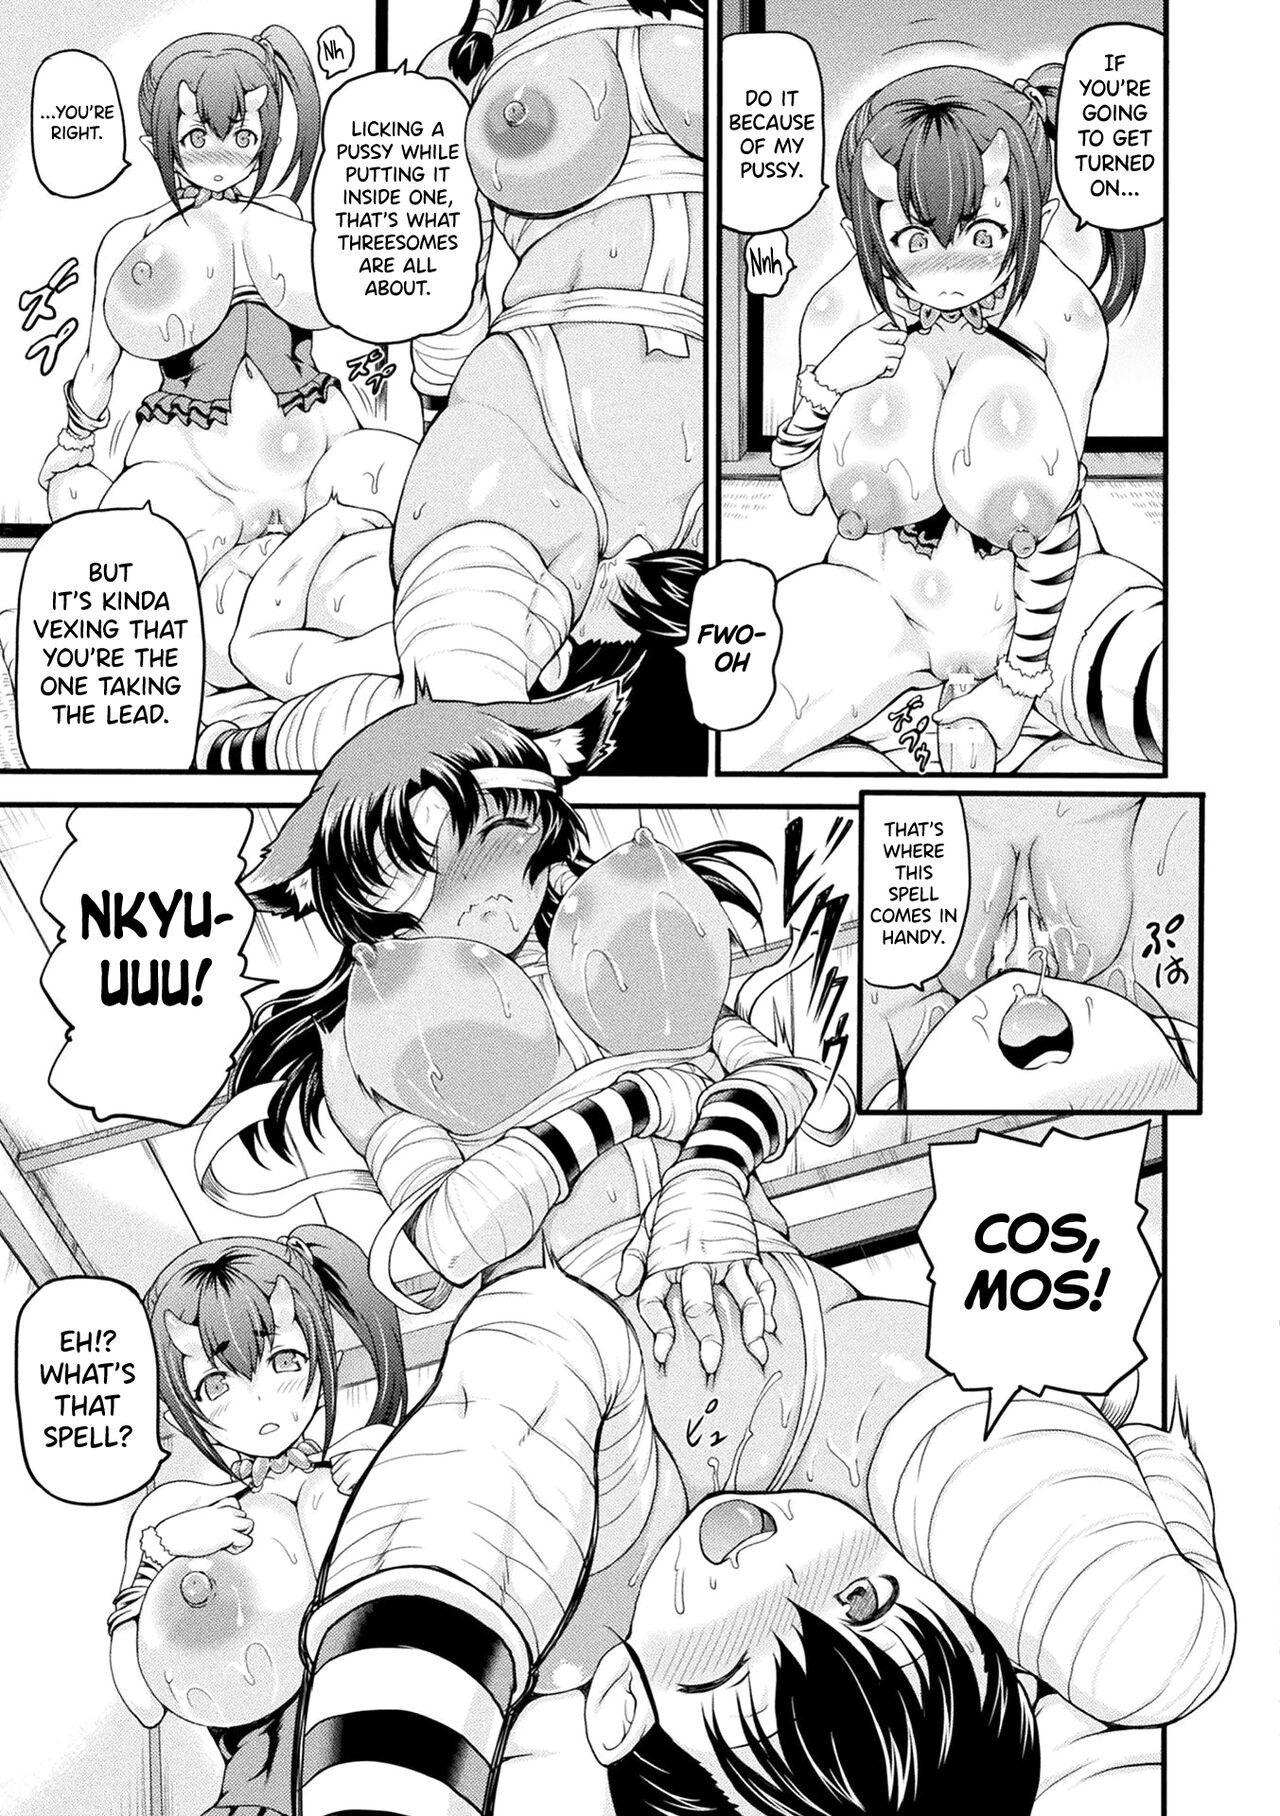 IF
YOU'RE
GOING
TO GET
TURNED
ON...
DO IT
BECAUSE
OF MY
PUSSY.
Nnh
LICKING A
PUSSY WHILE
PUTTING IT
INSIDE ONE,
THAT'S WHAT
THREESOMES
ARE ALL
ABOUT.
Nh
...YOU'RE
RIGHT.
FWO-
OH
BUT
IT'S KINDA
VEXING THAT
YOU'RE THE
ONE TAKING
THE LEAD.
THAT'S
WHERE THIS
SPELL
COMES IN
HANDY.
ぷは
NKYU-
UUU!
COS,
MOS!
EH!?
WHAT'S
THAT
SPELL?
ピュ